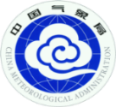 中国气象局
CHINA METEOROLOGICAL ADMINISTRATION